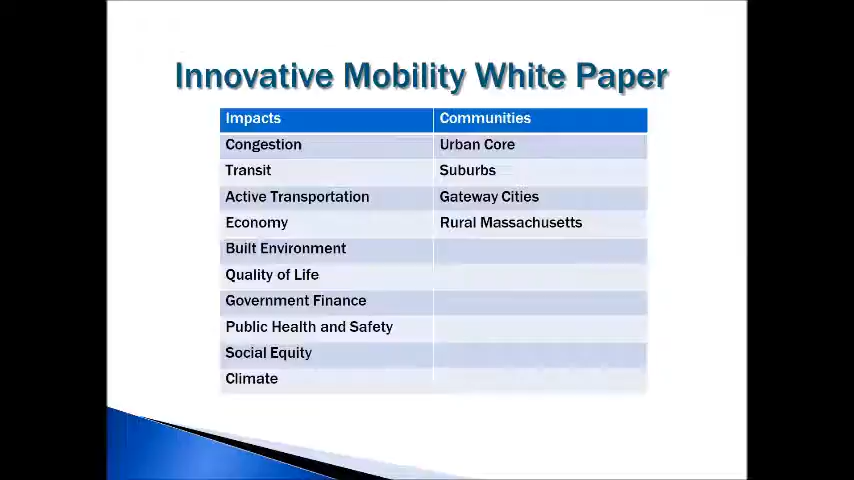 Innovative Mobility White Paper
Impacts Communities
Congestion Urban Core
Transit Suburbs
Active Transportation Gateway Cities
Economy Rural Massachusetts
Built Environment
Quality of Life
Government Finance
Public Health and Safety
Social Equity
Climate